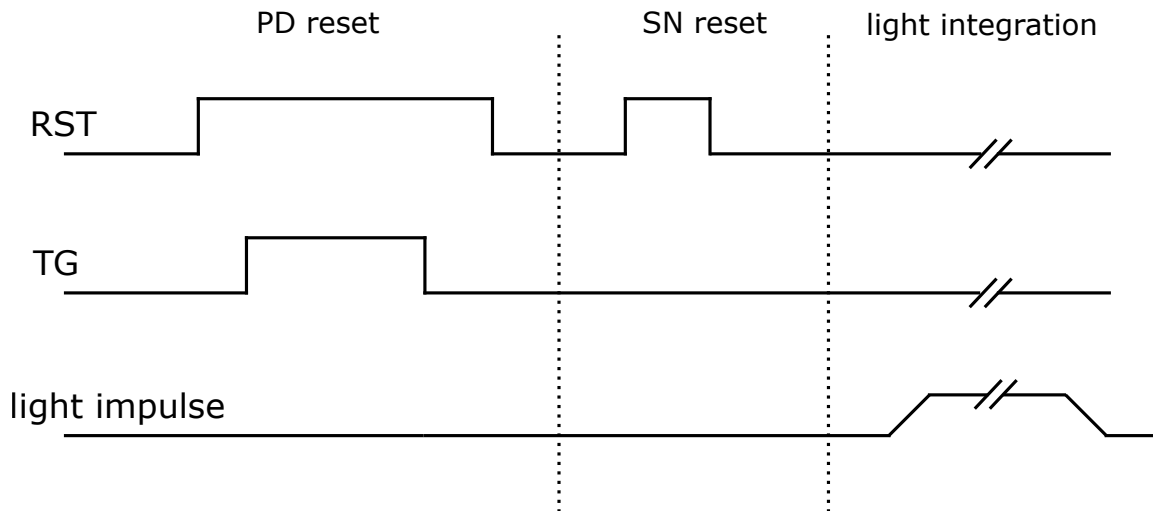 PD reset
SN reset
light integration
RST
TG
light impulse